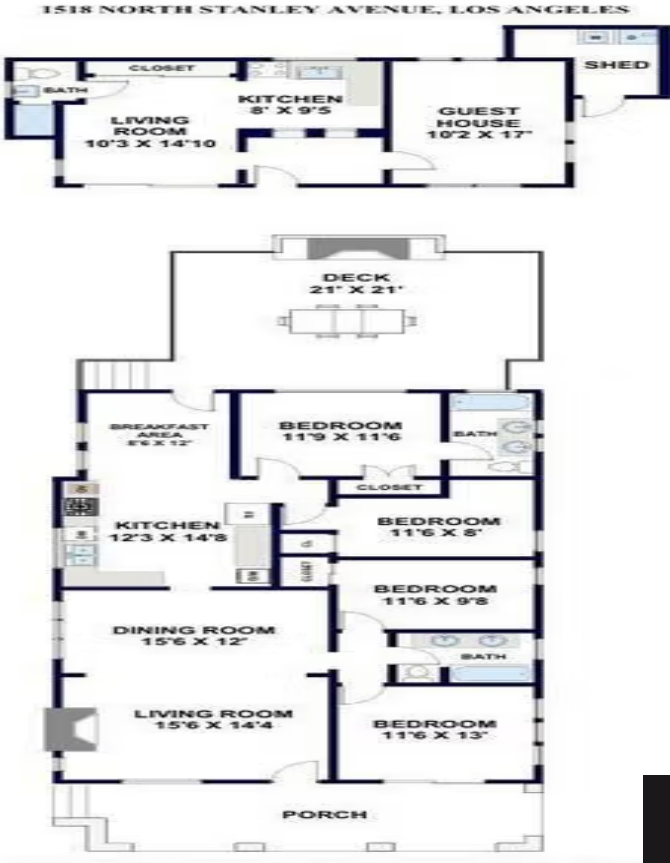 1518 NORTH STANLEY AVENUE, LOS ANGELES
CLOSET
SHED
BATH
LIVING
ROOM
10'3 X 14'10
KITCHEN
8' X 9'5
GUEST
HOUSE
10'2 X 17'
DECK
21' X 21'
BREAKFAST
AREA
8'6 X 12'
BEDROOM
11'9 X 11'6
BATH
CLOSET
KITCHEN
12'3 X 14'8
BEDROOM
11'6 X 8'
CLOSET
BEDROOM
11'6 X 9'8
DINING ROOM
15'6 X 12'
BATH
LIVING ROOM
15'6 X 14'4
BEDROOM
11'6 X 13'
PORCH